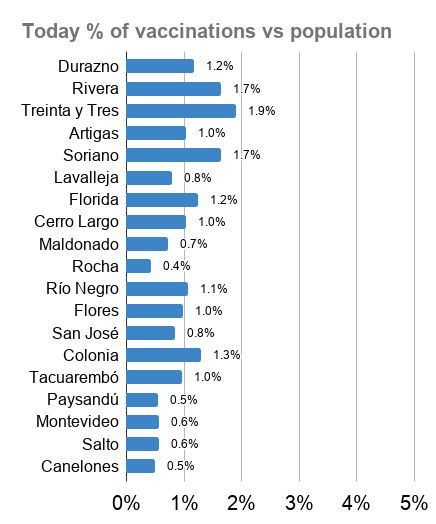 Today % of vaccinations vs population
Durazno 1.2%
Rivera 1.7%
Treinta y Tres 1.9%
Artigas 1.0%
Soriano 1.7%
Lavalleja 0.8%
Florida 1.2%
Cerro Largo 1.0%
Maldonado 0.7%
Rocha 0.4%
Río Negro 1.1%
Flores 1.0%
San José 0.8%
Colonia 1.3%
Tacuarembó 1.0%
Paysandú 0.5%
Montevideo 0.6%
Salto 0.6%
Canelones 0.5%
0% 1% 2% 3% 4% 5%